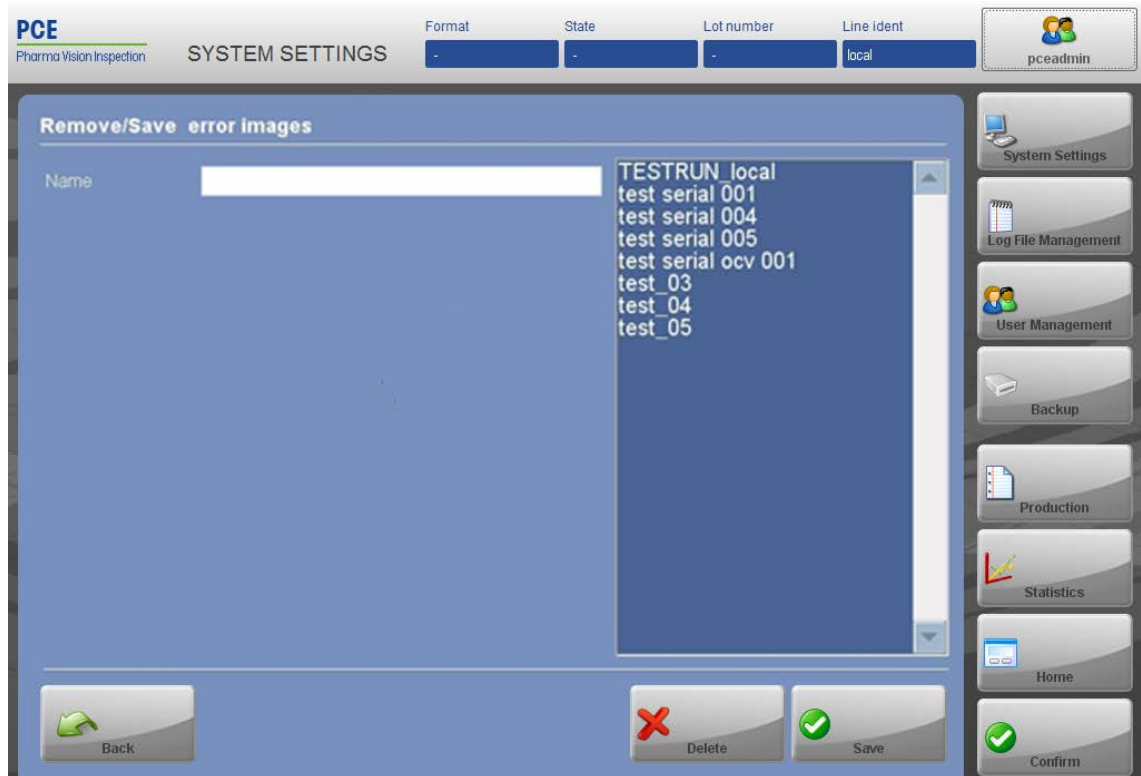 PCE
Pharma Vision Inspection
SYSTEM SETTINGS
Format
State
Lot number
Line ident
-
-
-
local
pceadmin
Remove/Save error images
Name
TESTRUN_local
test serial 001
test serial 004
test serial 005
test serial ocv 001
test_03
test_04
test_05
System Settings
Log File Management
User Management
Backup
Production
Statistics
Home
Confirm
Back
Delete
Save